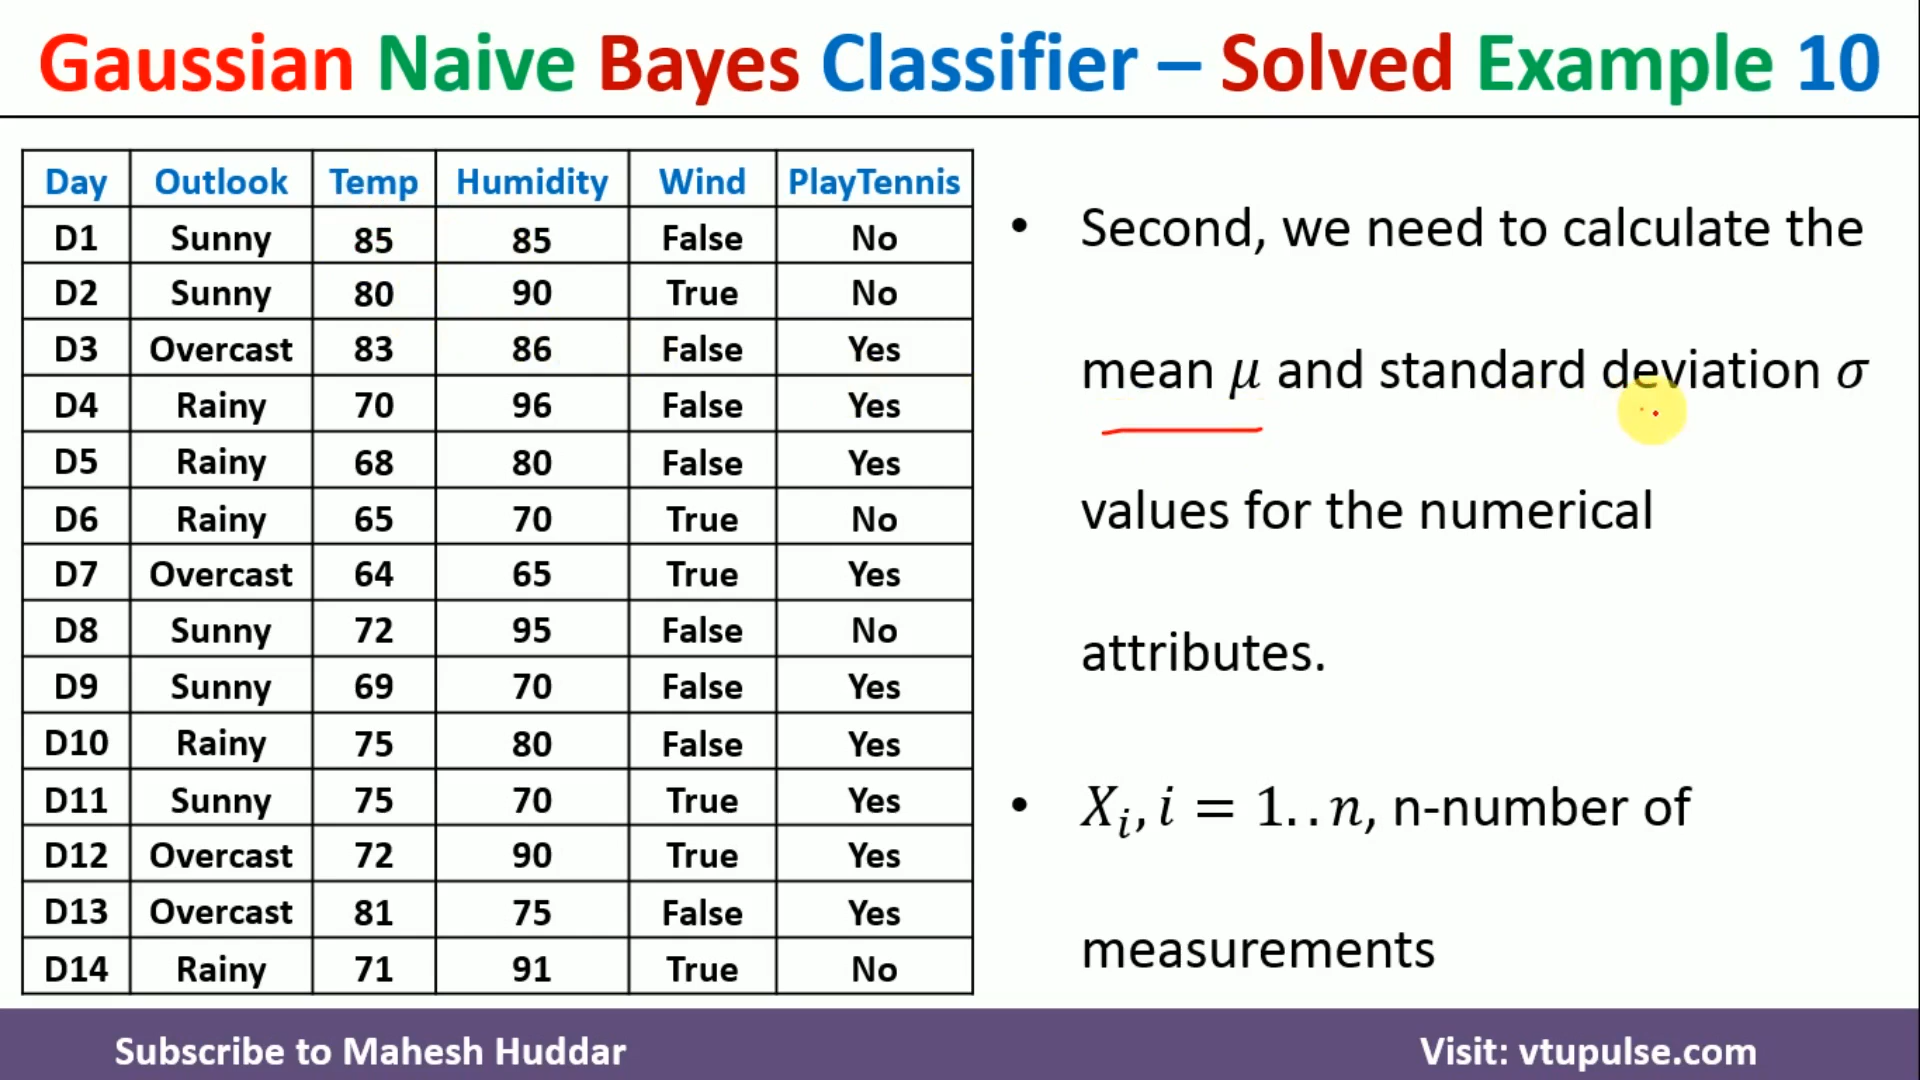 Gaussian Naive Bayes Classifier – Solved Example 10
Day Outlook Temp Humidity Wind PlayTennis
D1 Sunny 85 85 False No
D2 Sunny 80 90 True No
D3 Overcast 83 86 False Yes
D4 Rainy 70 96 False Yes
D5 Rainy 68 80 False Yes
D6 Rainy 65 70 True No
D7 Overcast 64 65 True Yes
D8 Sunny 72 95 False No
D9 Sunny 69 70 False Yes
D10 Rainy 75 80 False Yes
D11 Sunny 75 70 True Yes
D12 Overcast 72 90 True Yes
D13 Overcast 81 75 False Yes
D14 Rainy 71 91 True No
• Second, we need to calculate the
mean μ and standard deviation σ
values for the numerical
attributes.
• Xᵢ, i = 1..n, n-number of
measurements
Subscribe to Mahesh Huddar
Visit: vtupulse.com